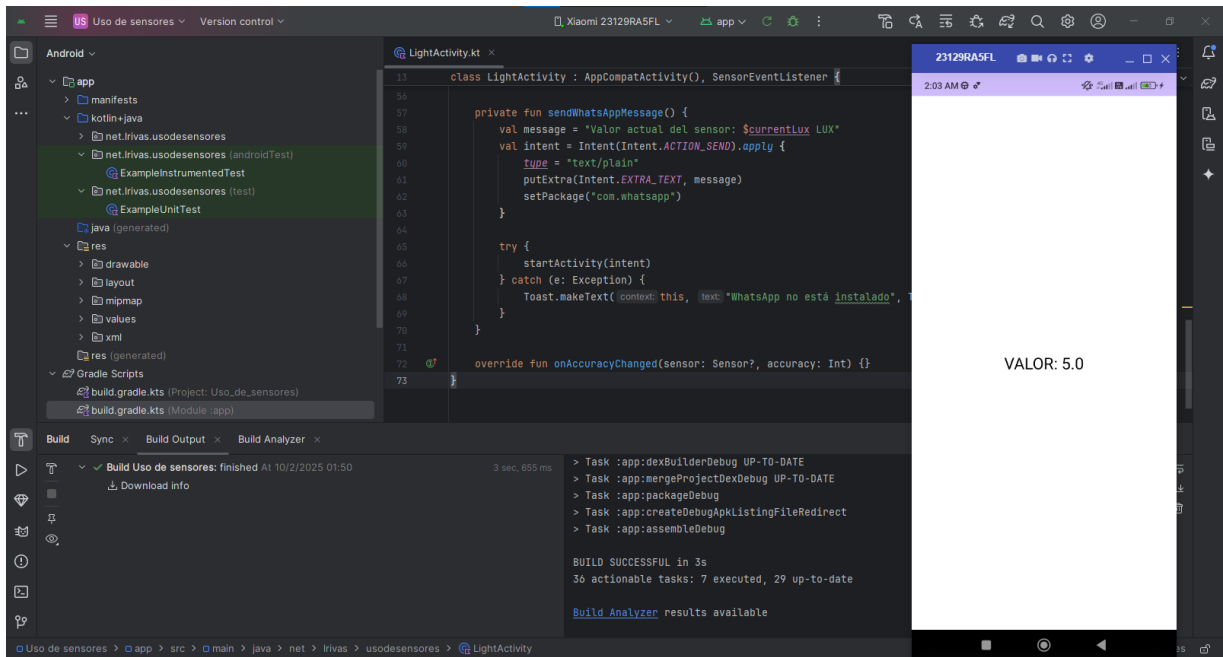 US Uso de sensores Version control Xiaomi 23129RA5FL app
Android
app
manifests
kotlin+java
net.lrivas.usodesensores
net.lrivas.usodesensores (androidTest)
ExampleInstrumentedTest
net.lrivas.usodesensores (test)
ExampleUnitTest
java (generated)
res
drawable
layout
mipmap
values
xml
res (generated)
Gradle Scripts
build.gradle.kts (Project: Uso_de_sensores)
build.gradle.kts (Module :app)
LightActivity.kt
13 class LightActivity : AppCompatActivity(), SensorEventListener {
56
57 private fun sendWhatsAppMessage() {
58 val message = "Valor actual del sensor: $currentLux LUX"
59 val intent = Intent(Intent.ACTION_SEND).apply {
60 type = "text/plain"
61 putExtra(Intent.EXTRA_TEXT, message)
62 setPackage("com.whatsapp")
63 }
64
65 try {
66 startActivity(intent)
67 } catch (e: Exception) {
68 Toast.makeText( context: this, text: "WhatsApp no está instalado",
69 }
70 }
71
72 override fun onAccuracyChanged(sensor: Sensor?, accuracy: Int) {}
73 }
23129RA5FL
2:03 AM
VALOR: 5.0
Build Sync Build Output Build Analyzer
Build Uso de sensores: finished At 10/2/2025 01:50 3 sec, 655 ms
Download info
> Task :app:dexBuilderDebug UP-TO-DATE
> Task :app:mergeProjectDexDebug UP-TO-DATE
> Task :app:packageDebug
> Task :app:createDebugApkListingFileRedirect
> Task :app:assembleDebug
BUILD SUCCESSFUL in 3s
36 actionable tasks: 7 executed, 29 up-to-date
Build Analyzer results available
Uso de sensores > app > src > main > java > net > lrivas > usodesensores > LightActivity